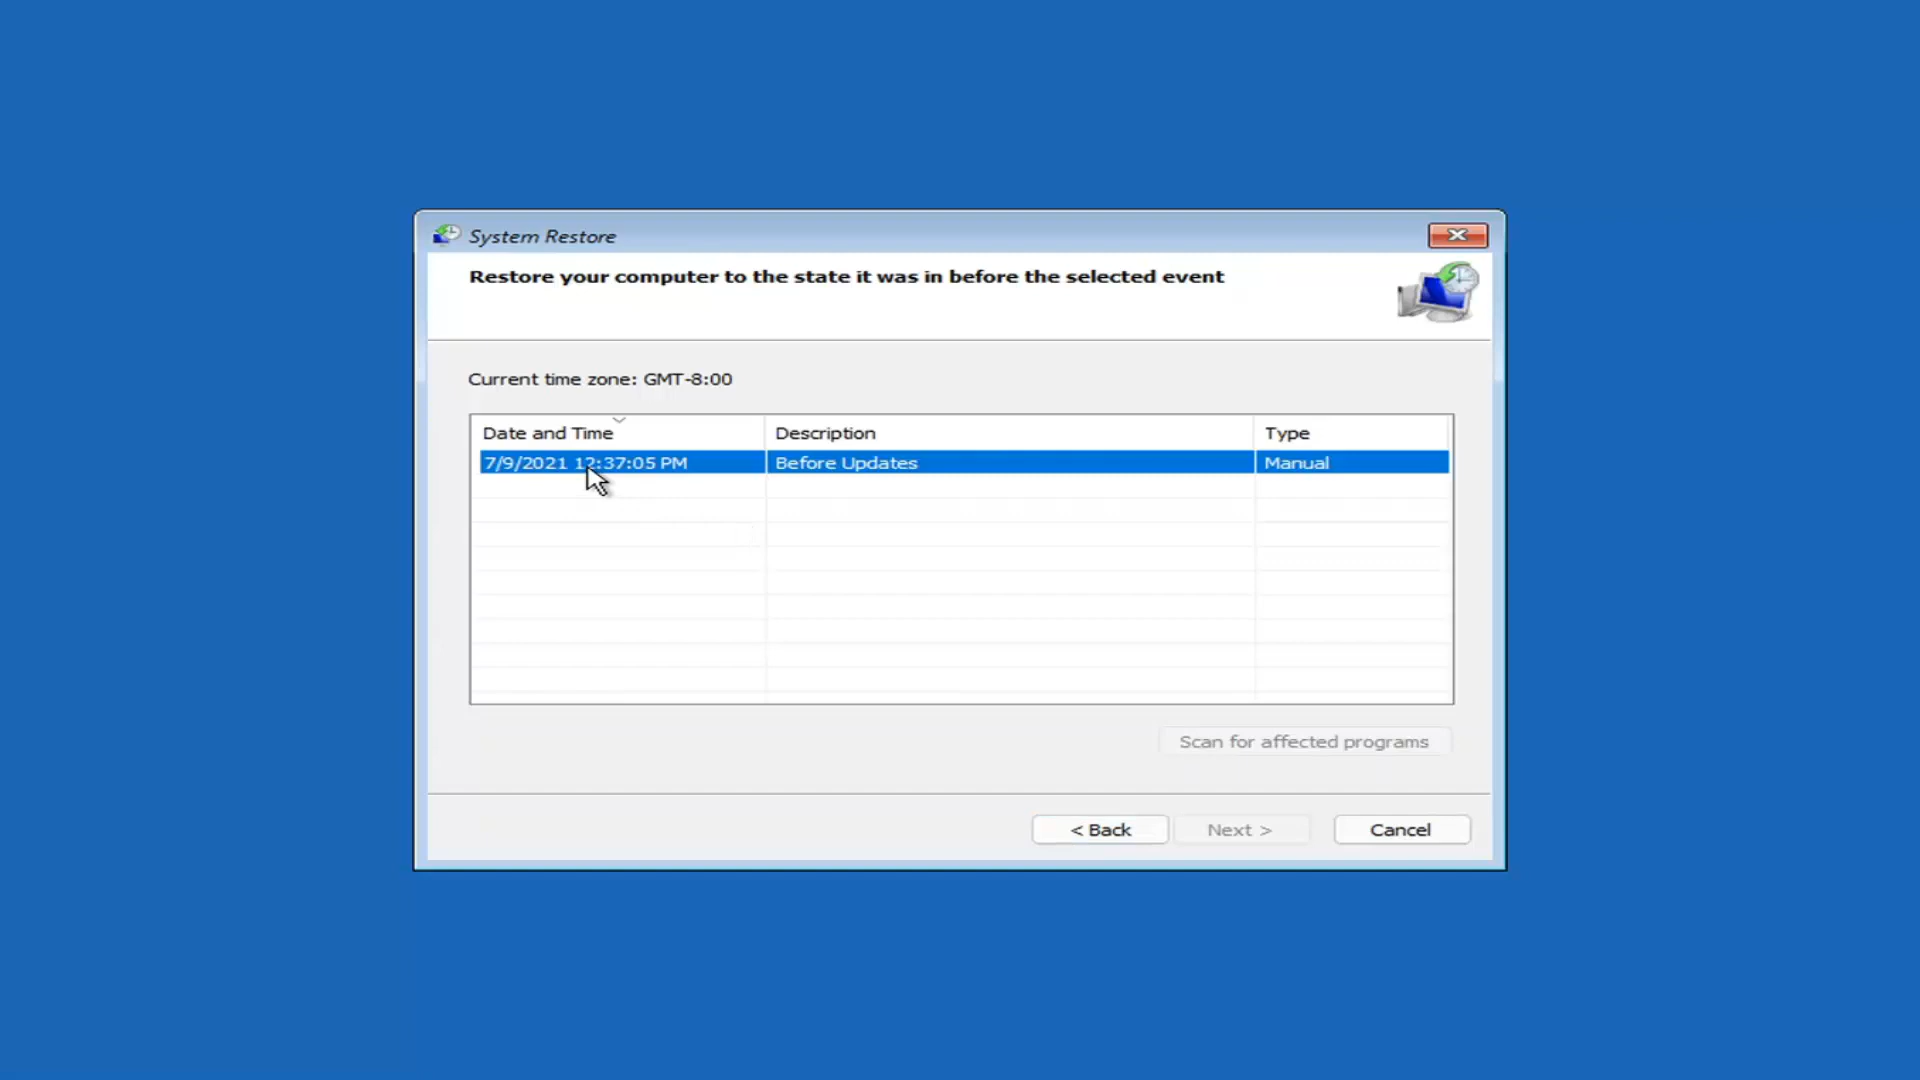 System Restore
Restore your computer to the state it was in before the selected event
Current time zone: GMT-8:00
Date and Time Description Type
7/9/2021 12:37:05 PM Before Updates Manual
Scan for affected programs
< Back Next > Cancel